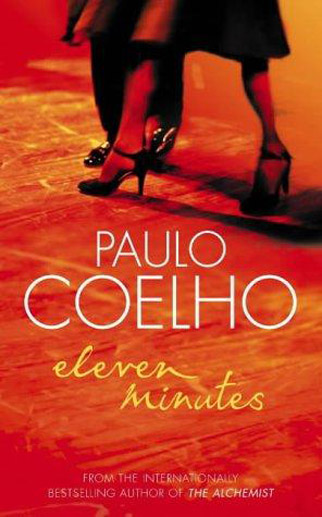 PAULO
COELHO
eleven
minutes
FROM THE INTERNATIONALLY
BESTSELLING AUTHOR OF THE ALCHEMIST